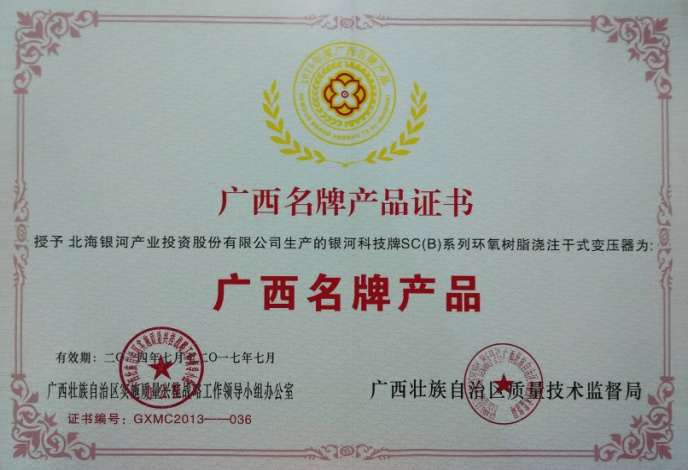 广西名牌产品证书
授予 北海银河产业投资股份有限公司生产的银河科技牌SC(B)系列环氧树脂浇注干式变压器为:
广西名牌产品
有效期：二〇一四年七月至二〇一七年七月
广西壮族自治区实施质量兴桂战略工作领导小组办公室
广西壮族自治区质量技术监督局
证书编号：GXMC2013——036